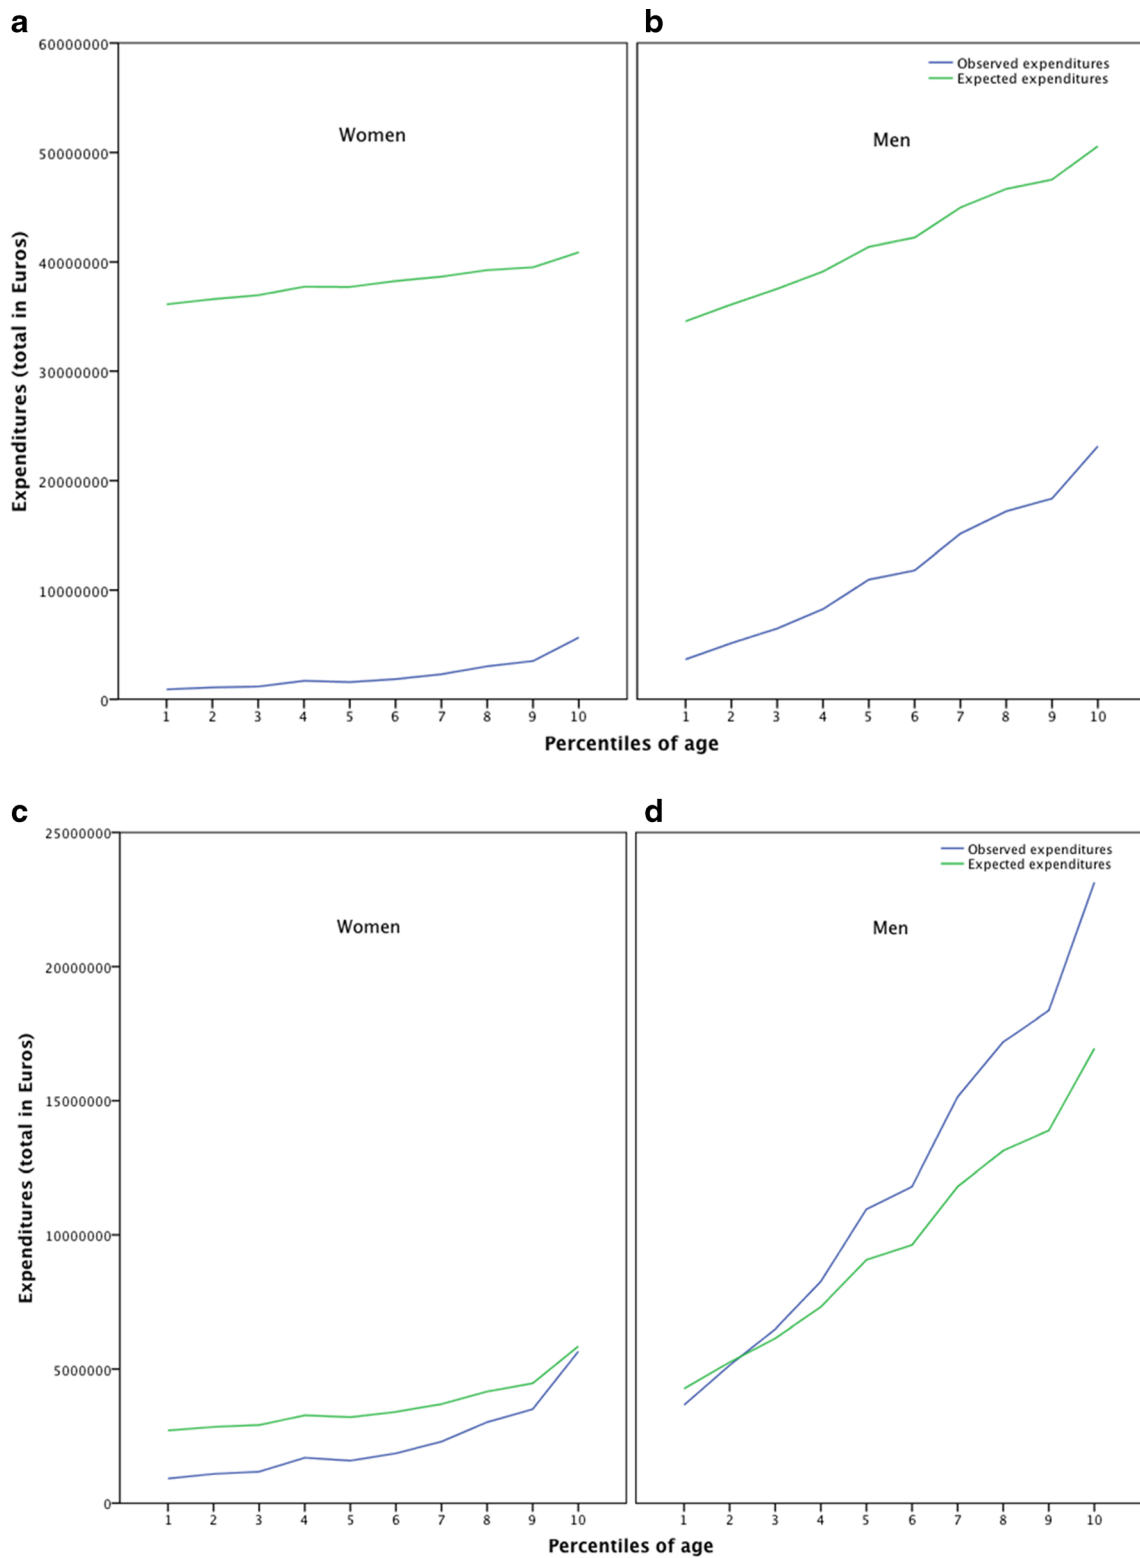 a
b
60000000
50000000
40000000
30000000
20000000
10000000
0
Expenditures (total in Euros)
Women
Men
Observed expenditures
Expected expenditures
1 2 3 4 5 6 7 8 9 10
1 2 3 4 5 6 7 8 9 10
Percentiles of age
c
d
25000000
20000000
15000000
10000000
5000000
0
Expenditures (total in Euros)
Women
Men
Observed expenditures
Expected expenditures
1 2 3 4 5 6 7 8 9 10
1 2 3 4 5 6 7 8 9 10
Percentiles of age